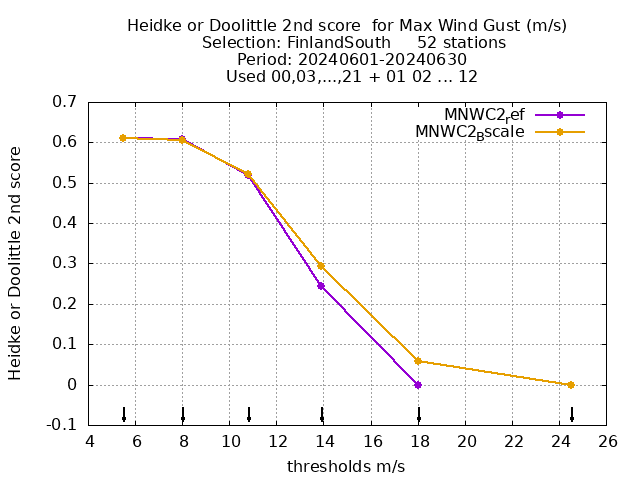 Heidke or Doolittle 2nd score  for Max Wind Gust (m/s)
Selection: FinlandSouth     52 stations
Period: 20240601-20240630
Used 00,03,...,21 + 01 02 ... 12
MNWC2ref
MNWC2Bscale
0.7
0.6
0.5
0.4
0.3
0.2
0.1
0
-0.1
Heidke or Doolittle 2nd score
4 6 8 10 12 14 16 18 20 22 24 26
thresholds m/s